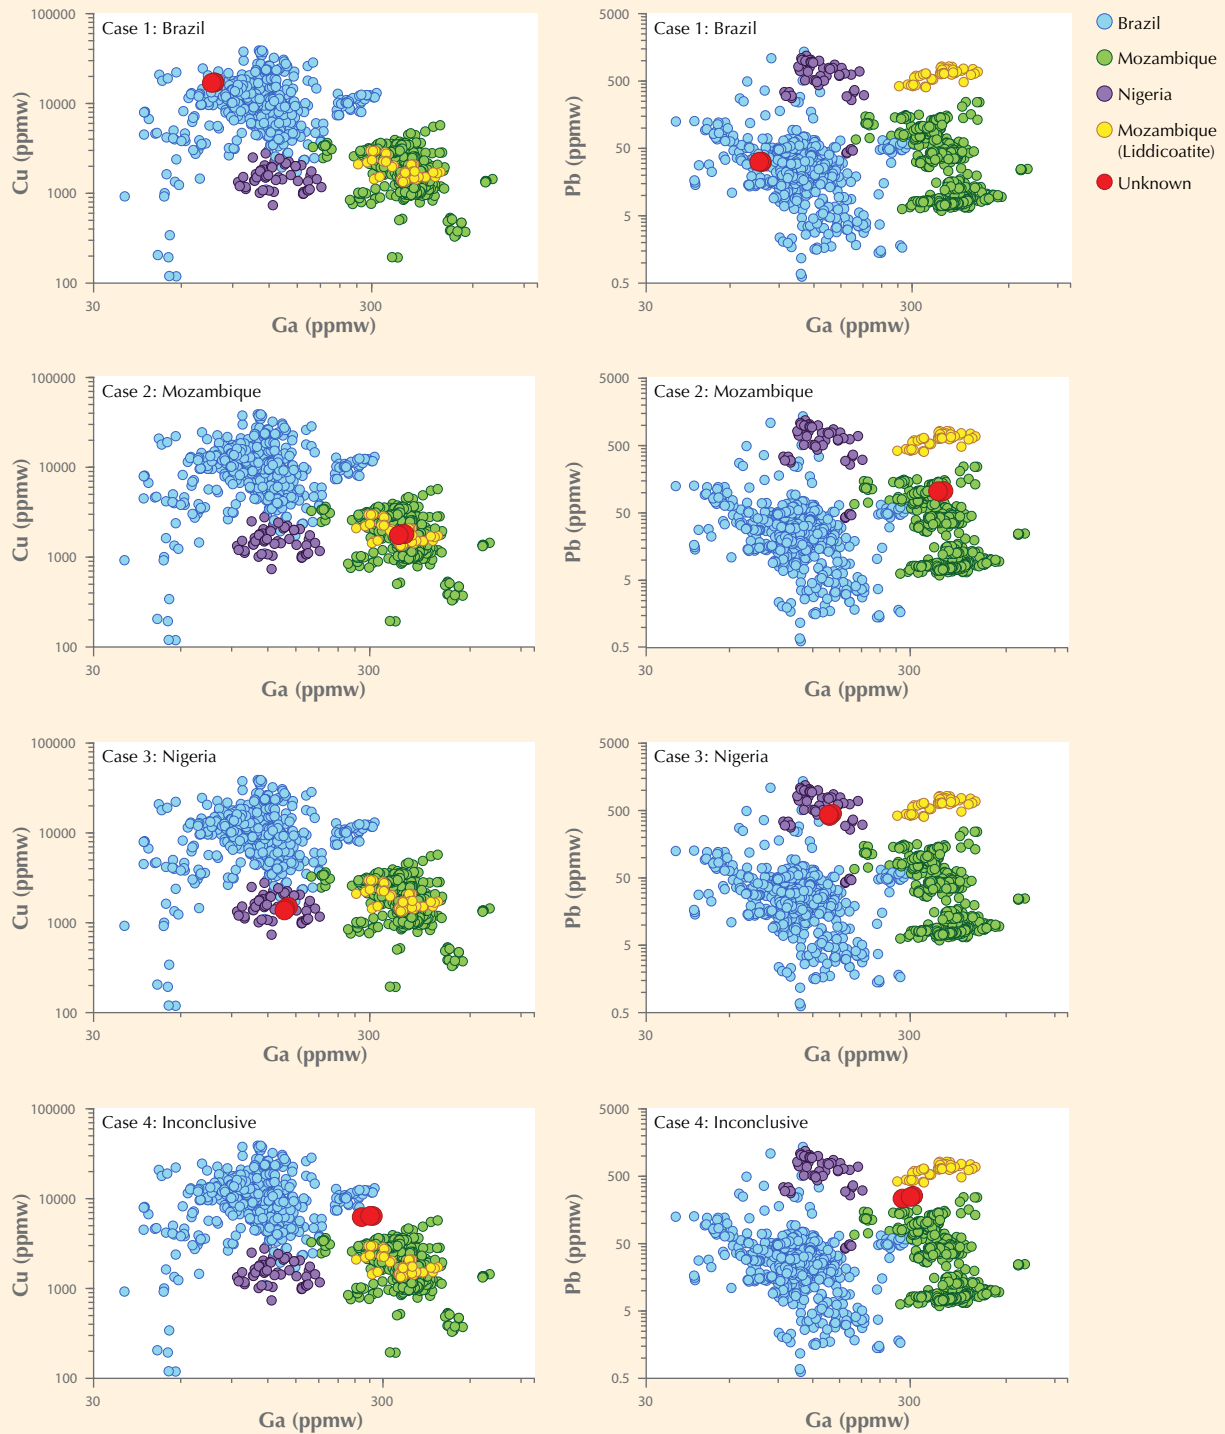 Case 1: Brazil
100000
10000
1000
100
Cu (ppmw)
30
300
Ga (ppmw)
Case 1: Brazil
5000
500
50
5
0.5
Pb (ppmw)
30
300
Ga (ppmw)
Brazil
Mozambique
Nigeria
Mozambique
(Liddicoatite)
Unknown
Case 2: Mozambique
100000
10000
1000
100
Cu (ppmw)
30
300
Ga (ppmw)
Case 2: Mozambique
5000
500
50
5
0.5
Pb (ppmw)
30
300
Ga (ppmw)
Case 3: Nigeria
100000
10000
1000
100
Cu (ppmw)
30
300
Ga (ppmw)
Case 3: Nigeria
5000
500
50
5
0.5
Pb (ppmw)
30
300
Ga (ppmw)
Case 4: Inconclusive
100000
10000
1000
100
Cu (ppmw)
30
300
Ga (ppmw)
Case 4: Inconclusive
5000
500
50
5
0.5
Pb (ppmw)
30
300
Ga (ppmw)